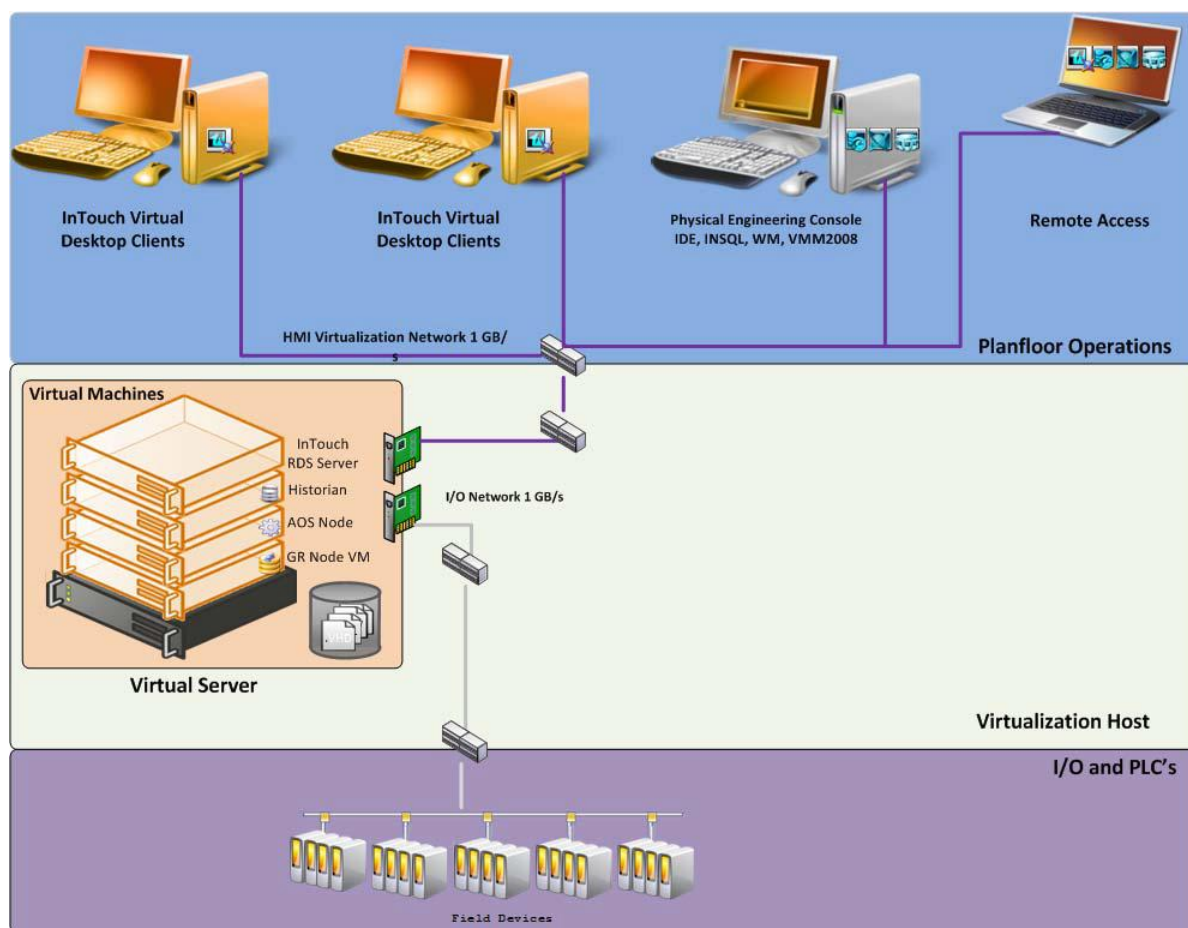 InTouch Virtual
Desktop Clients
InTouch Virtual
Desktop Clients
Physical Engineering Console
IDE, INSQL, WM, VMM2008
Remote Access
HMI Virtualization Network 1 GB/
s
Planfloor Operations
Virtual Machines
InTouch
RDS Server
Historian
AOS Node
GR Node VM
.VHD
I/O Network 1 GB/s
Virtual Server
Virtualization Host
I/O and PLC's
Field Devices